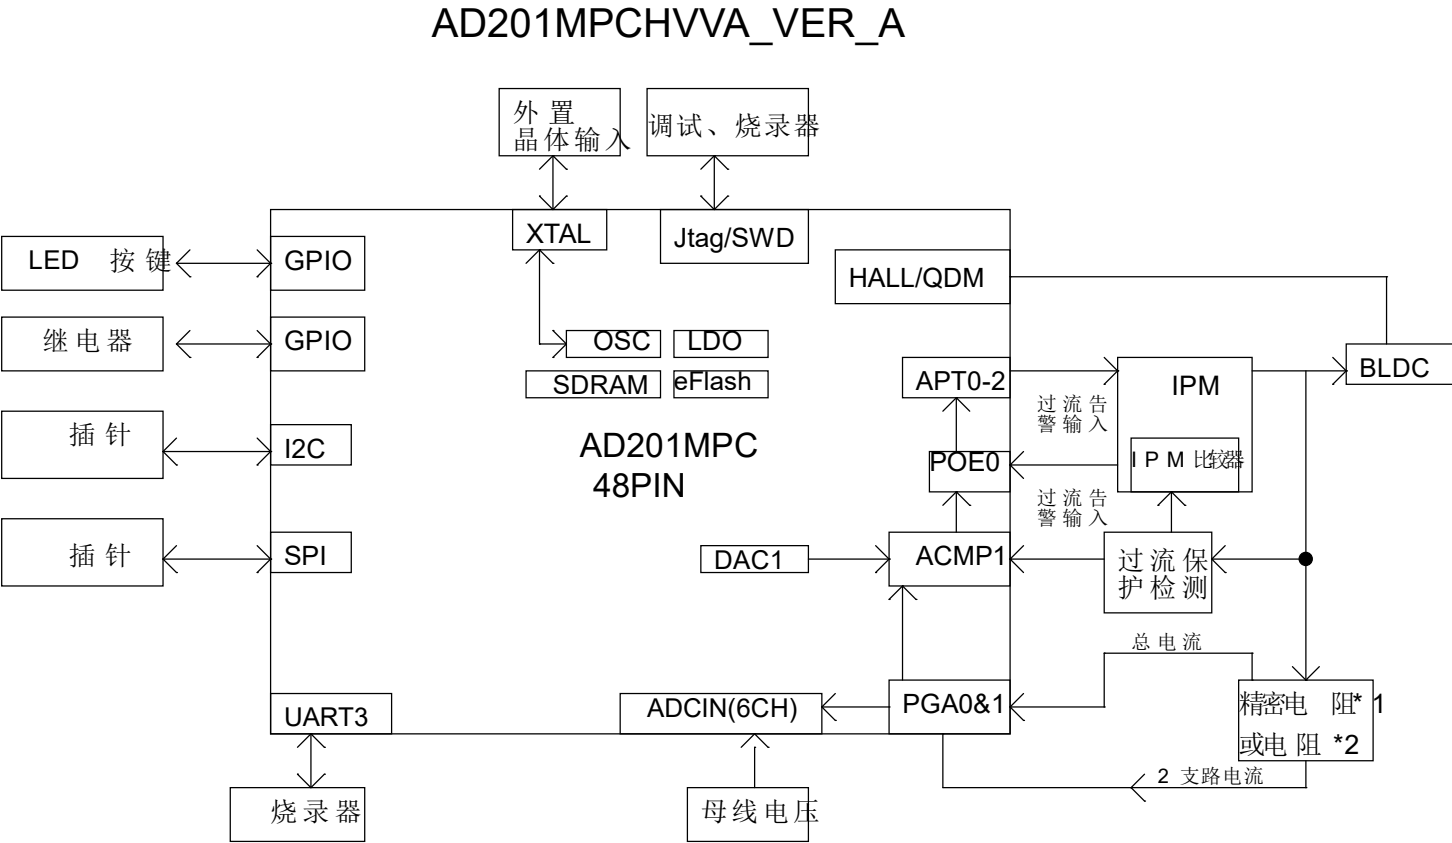 AD201MPCHVVA_VER_A
外置
晶体输入
调试、烧录器
XTAL
Jtag/SWD
LED 按键
GPIO
HALL/QDM
继电器
GPIO
OSC
LDO
SDRAM
eFlash
APT0-2
IPM
BLDC
过流告
警输入
插针
I2C
AD201MPC
48PIN
POE0
IPM比较器
过流告
警输入
插针
SPI
DAC1
ACMP1
过流保
护检测
总电流
UART3
ADCIN(6CH)
PGA0&1
精密电 阻*1
或电阻*2
2 支路电流
烧录器
母线电压